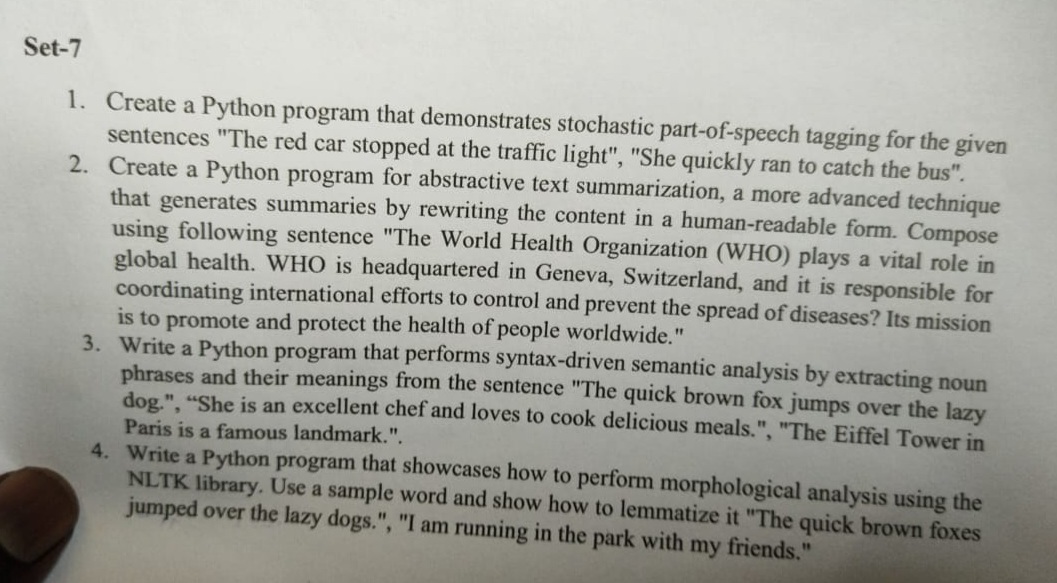 Set-7
1. Create a Python program that demonstrates stochastic part-of-speech tagging for the given
sentences "The red car stopped at the traffic light", "She quickly ran to catch the bus".
2. Create a Python program for abstractive text summarization, a more advanced technique
that generates summaries by rewriting the content in a human-readable form. Compose
using following sentence "The World Health Organization (WHO) plays a vital role in
global health. WHO is headquartered in Geneva, Switzerland, and it is responsible for
coordinating international efforts to control and prevent the spread of diseases? Its mission
is to promote and protect the health of people worldwide."
3. Write a Python program that performs syntax-driven semantic analysis by extracting noun
phrases and their meanings from the sentence "The quick brown fox jumps over the lazy
dog.", “She is an excellent chef and loves to cook delicious meals.", "The Eiffel Tower in
Paris is a famous landmark.".
4. Write a Python program that showcases how to perform morphological analysis using the
NLTK library. Use a sample word and show how to lemmatize it "The quick brown foxes
jumped over the lazy dogs.", "I am running in the park with my friends."